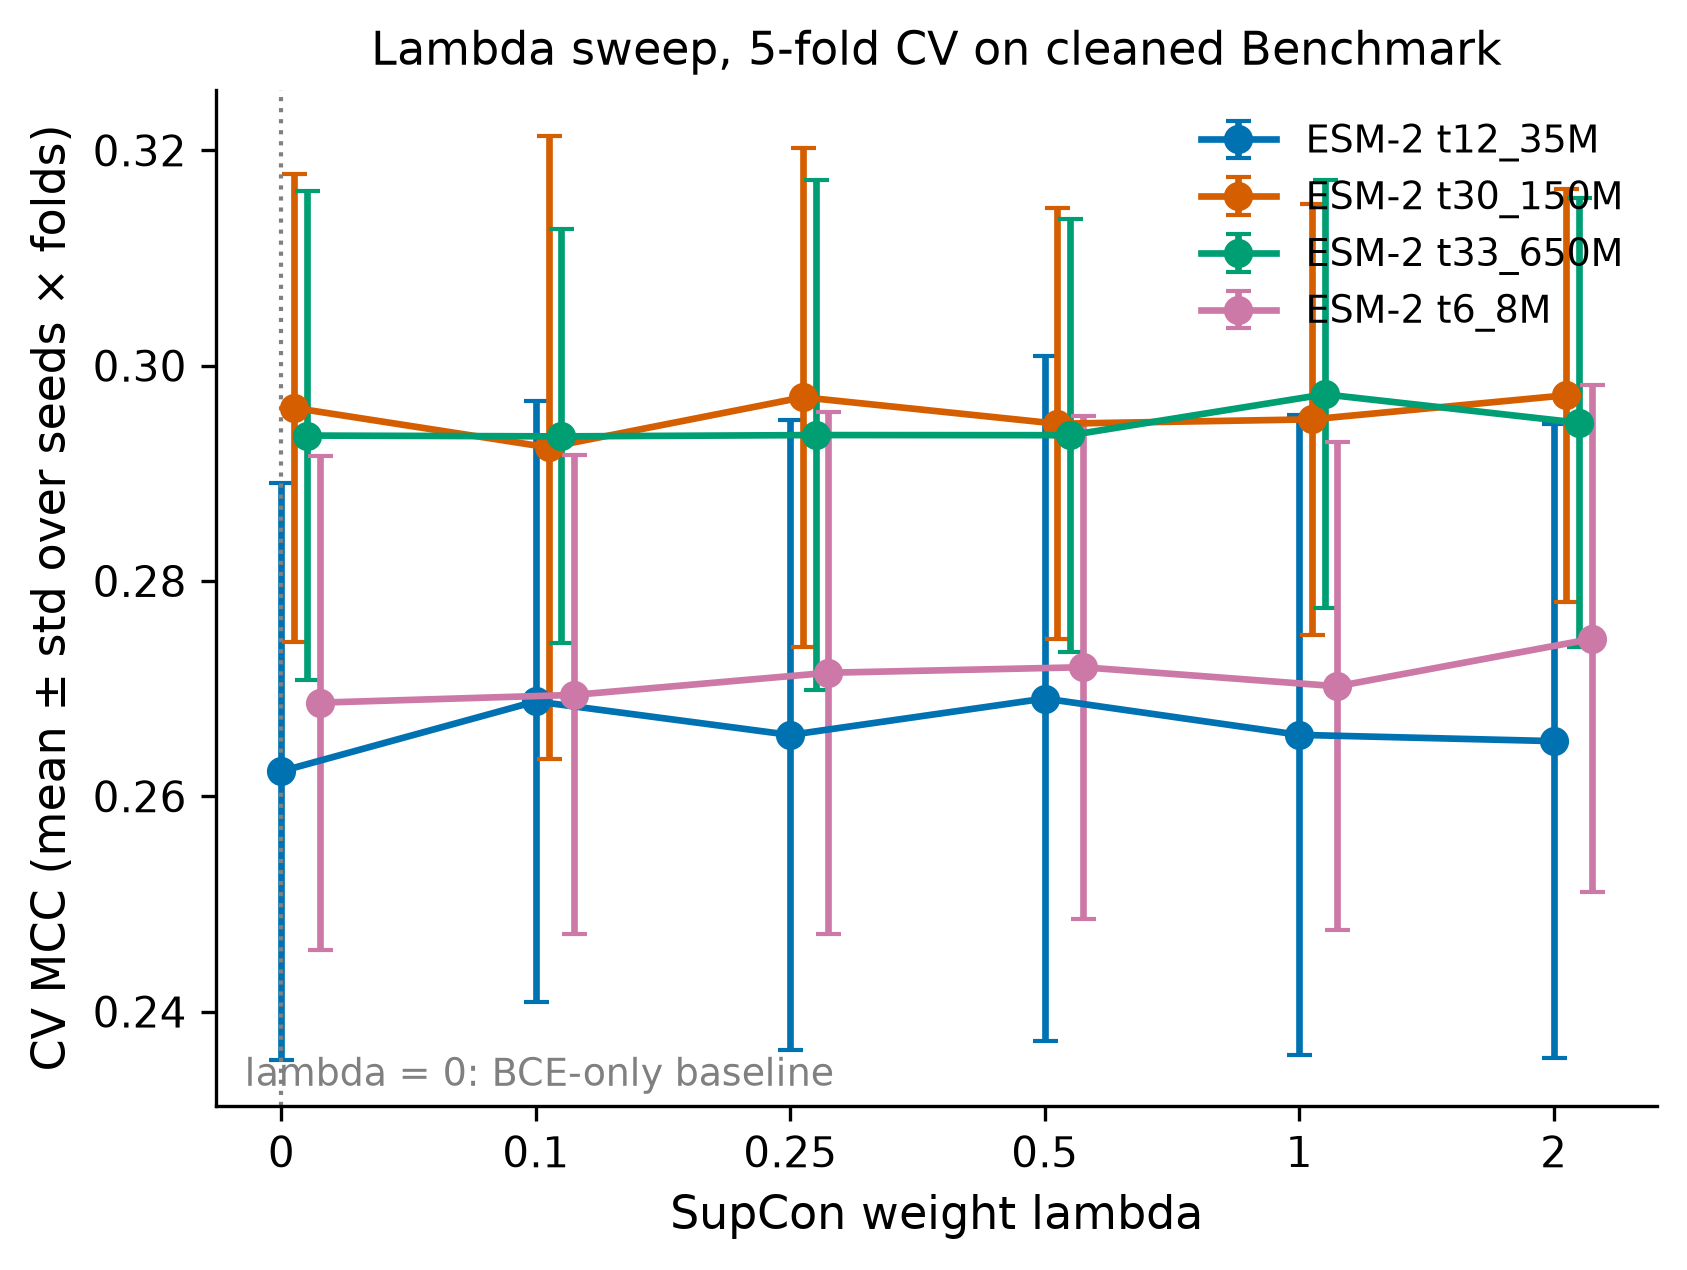 Lambda sweep, 5-fold CV on cleaned Benchmark
CV MCC (mean ± std over seeds × folds)
0.32
0.30
0.28
0.26
0.24
ESM-2 t12_35M
ESM-2 t30_150M
ESM-2 t33_650M
ESM-2 t6_8M
lambda = 0: BCE-only baseline
0 0.1 0.25 0.5 1 2
SupCon weight lambda